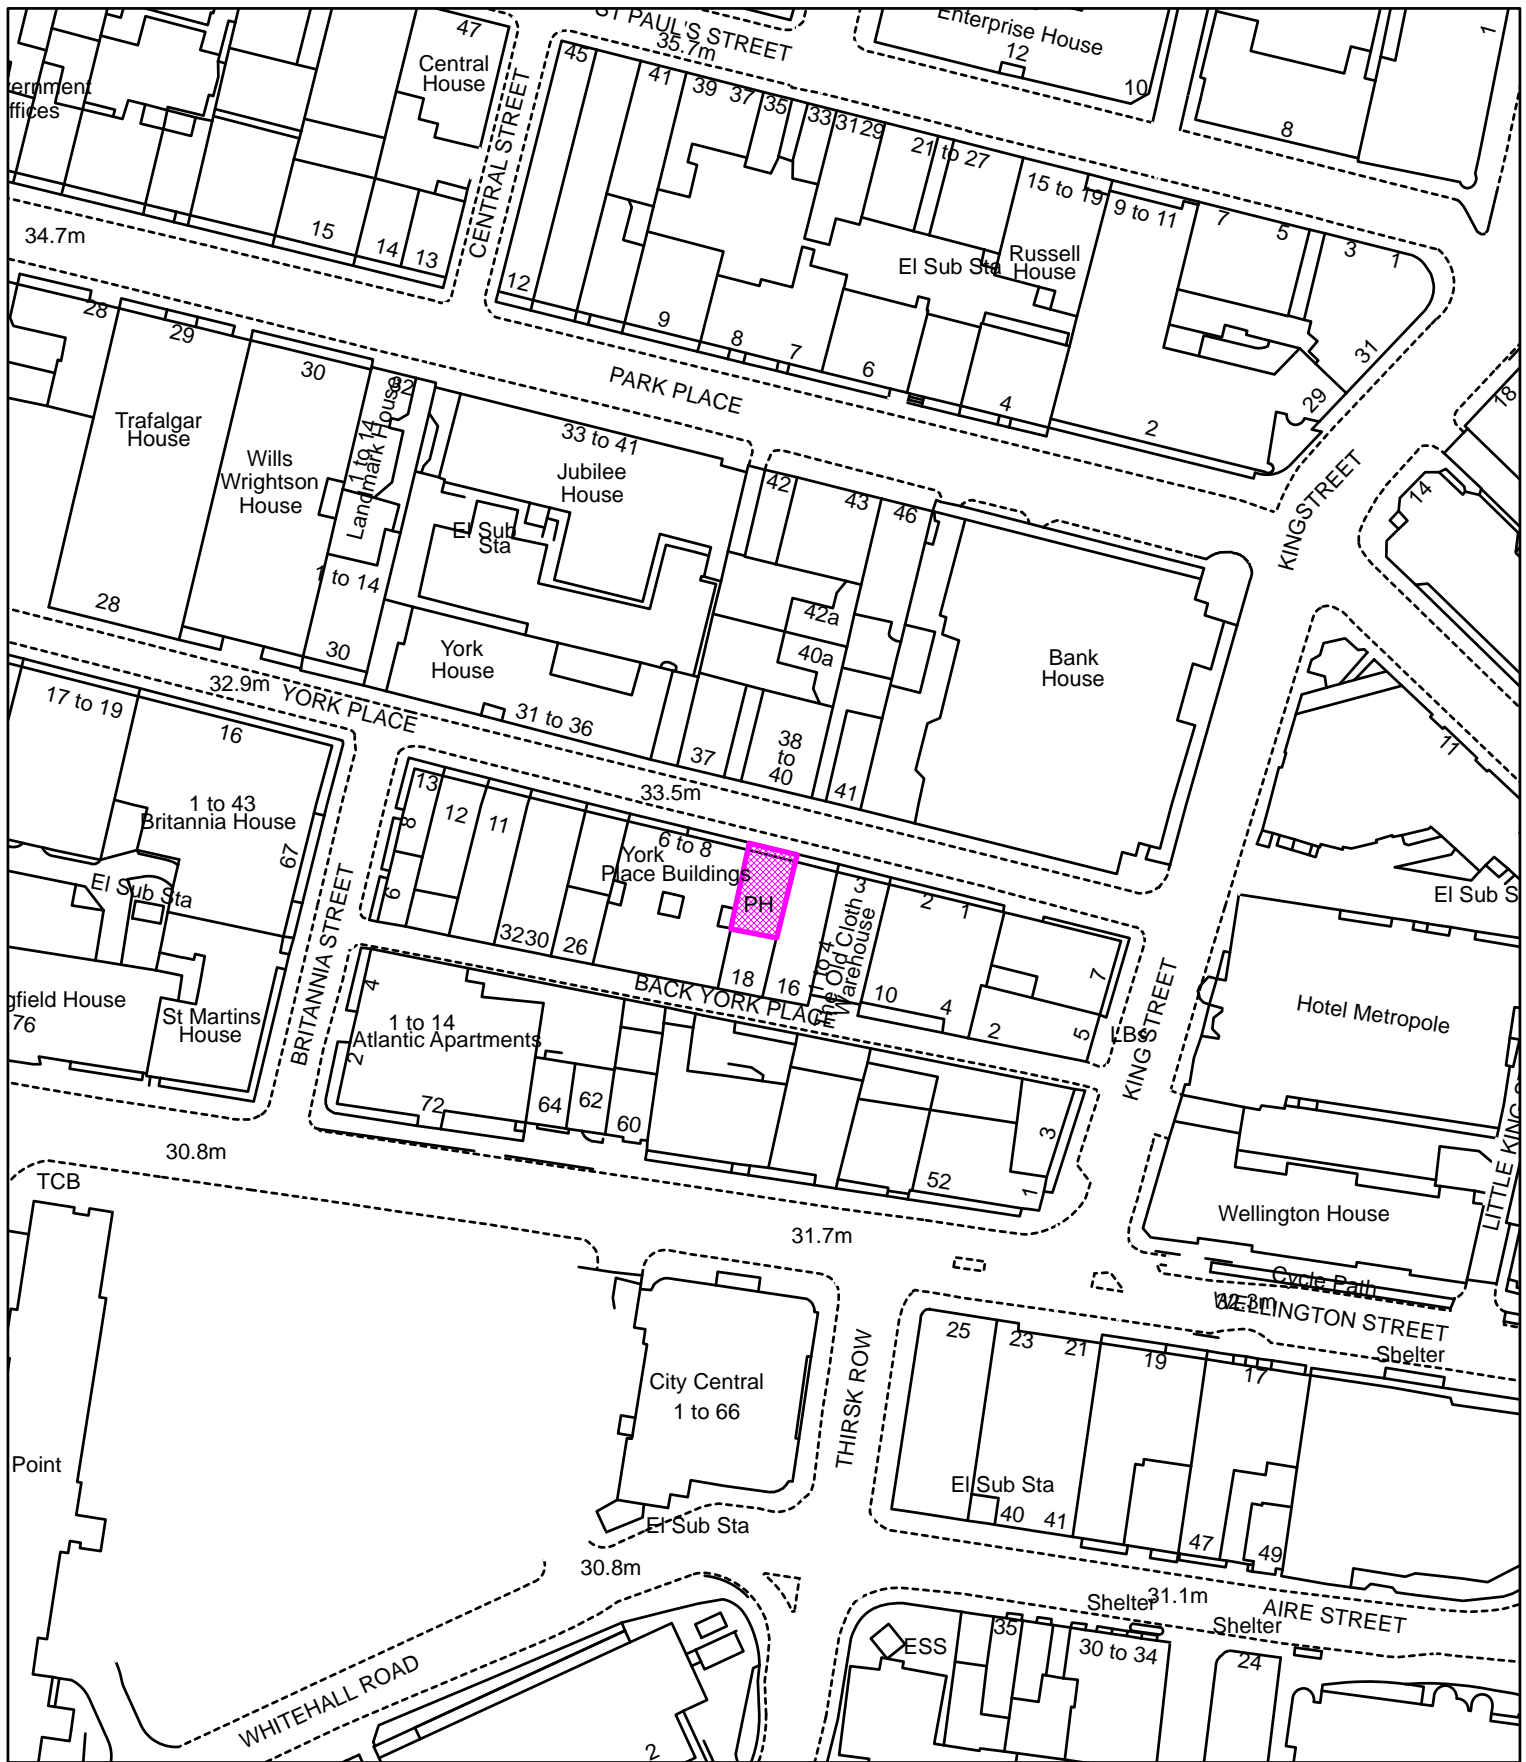 47
ST PAUL'S STREET
35.7m
Enterprise House
12
10
8
1
Central
House
ernment
ffices
CENTRAL STREET
45
41
39
37
35
33
31
29
21 to 27
15 to 19
9 to 11
7
5
3
1
34.7m
15
14
13
El Sub Sta
Russell
House
12
9
8
7
6
4
2
29
31
18
28
29
30
32
PARK PLACE
Trafalgar
House
Wills
Wrightson
House
1 to 14
Landmark House
33 to 41
Jubilee
House
El Sub
Sta
42
43
46
KINGSTREET
14
1 to 14
28
30
York
House
42a
40a
Bank
House
11
32.9m
YORK PLACE
31 to 36
37
38
to
40
41
17 to 19
16
33.5m
1 to 43
Britannia House
67
13
8
12
11
6 to 8
York
Place Buildings
PH
6
3
2
1
El Sub Sta
El Sub S
BRITANNIA STREET
32
30
26
18
16
1 to 4
The Old Cloth
Warehouse
10
4
2
7
5
LBS
BACK YORK PLACE
KING STREET
Hotel Metropole
gfield House
76
St Martins
House
4
2
1 to 14
Atlantic Apartments
72
64
62
60
52
3
1
30.8m
TCB
31.7m
Wellington House
LITTLE KING S
Cycle Path
32.3m
WELLINGTON STREET
Shelter
25
23
21
19
17
THIRSK ROW
City Central
1 to 66
Point
El Sub Sta
40
41
47
49
El Sub Sta
30.8m
31.1m
Shelter
AIRE STREET
Shelter
ESS
35
30 to 34
24
WHITEHALL ROAD
2